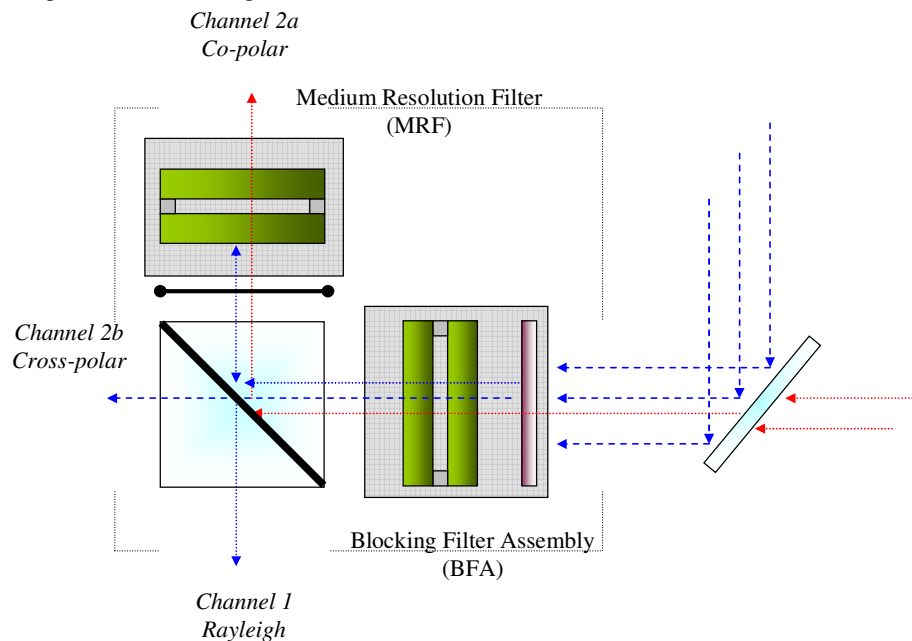 Channel 2a
Co-polar
Medium Resolution Filter
(MRF)
Channel 2b
Cross-polar
Blocking Filter Assembly
(BFA)
Channel 1
Rayleigh